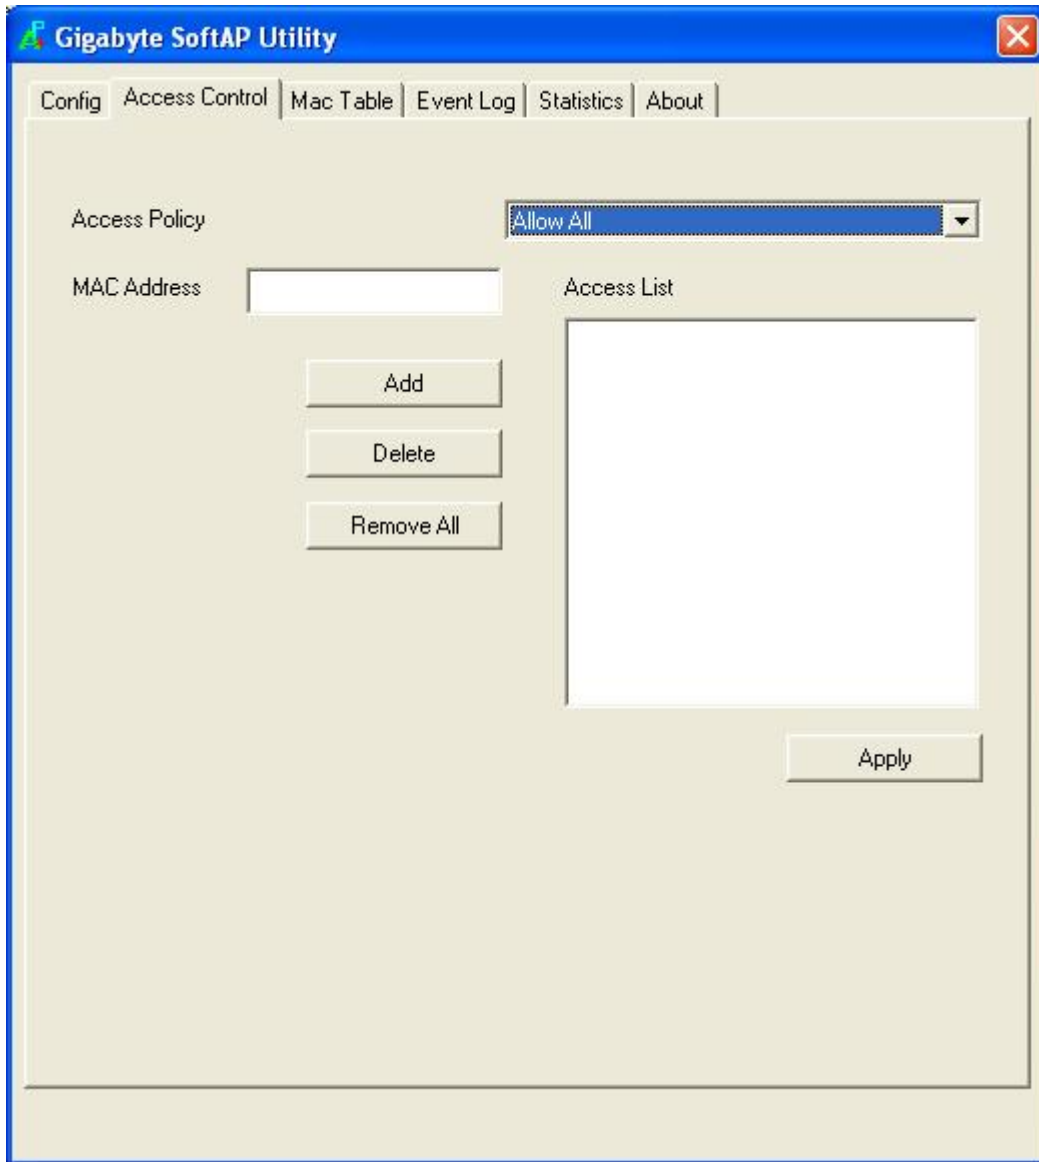 Gigabyte SoftAP Utility
Config Access Control Mac Table Event Log Statistics About
Access Policy Allow All
MAC Address Access List
Add
Delete
Remove All
Apply